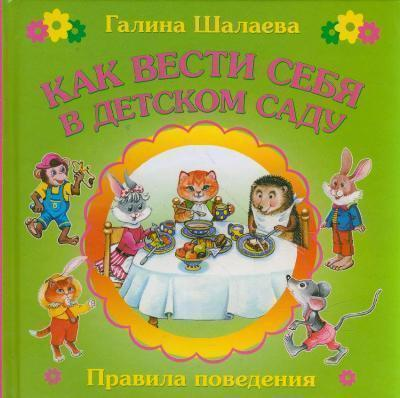 Галина Шалаева
КАК ВЕСТИ СЕБЯ
В ДЕТСКОМ САДУ
Правила поведения